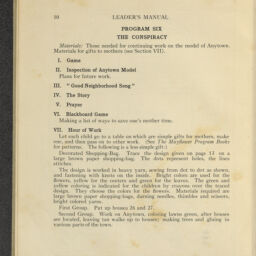 10 LEADER'S MANUAL
PROGRAM SIX
THE CONSPIRACY
Materials: Those needed for continuing work on the model of Anytown.
Materials for gifts to mothers (see Section VII).
I. Game
II. Inspection of Anytown Model
Plans for future work.
III. "Good Neighborhood Song"
IV. The Story
V. Prayer
VI. Blackboard Game
Making a list of ways to save one's mother time.
VII. Hour of Work
Let each child go to a table on which are simple gifts for mothers, make
one, and then pass on to other work. (See The Mayflower Program Books
for patterns. The following is a less simple gift.)
Decorated Shopping-Bag. Trace the design given on page 13 on a
large brown paper shopping-bag. The dots represent holes, the lines
stitches.
The design is worked in heavy yarn, sewing from dot to dot as shown,
and fastening with knots on the inside. Bright colors are used for the
flowers, yellow for the centers and green for the leaves. The green and
yellow coloring is indicated for the children by crayons over the traced
design. They choose the colors for the flowers. Materials required are
large brown paper shopping-bags, darning needles, thimbles and scissors,
bright colored yarns.
First Group. Put up houses 26 and 27.
Second Group. Work on Anytown, coloring lawns green, after houses
are located, leaving tan walks up to houses; making trees and gluing in
various parts of the town.